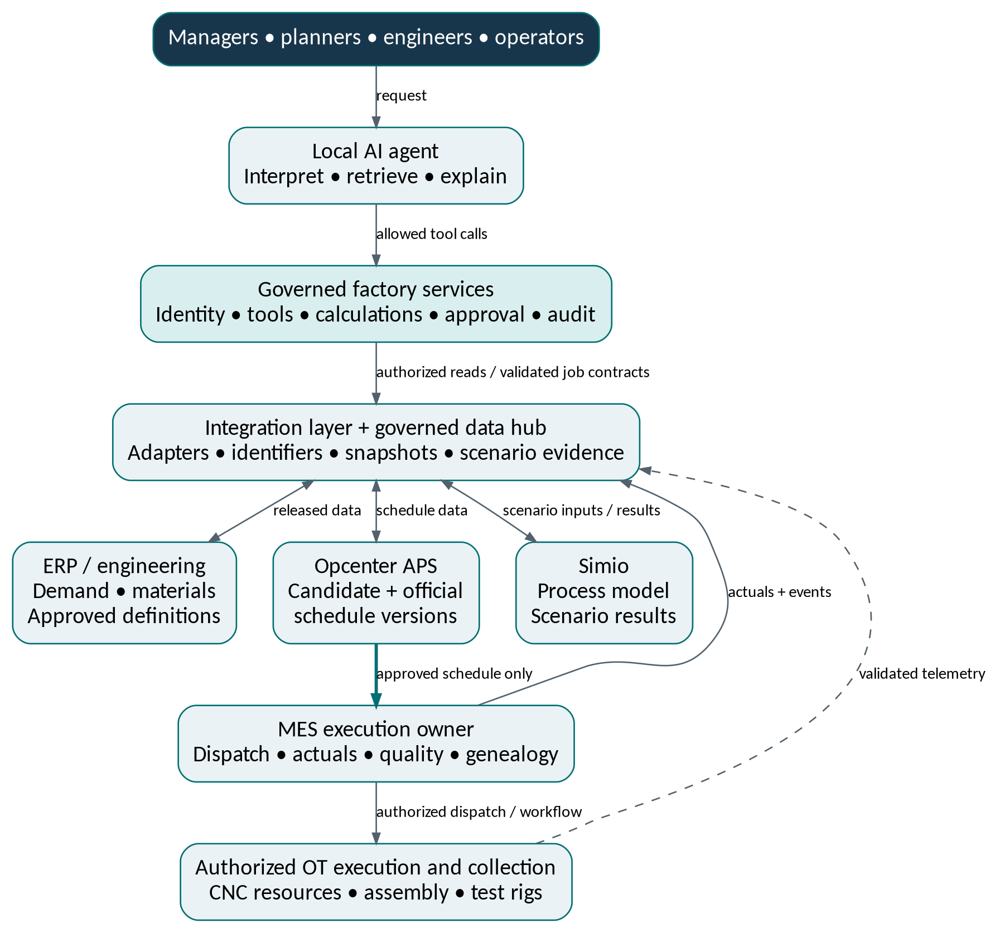 Managers • planners • engineers • operators
request
Local AI agent
Interpret • retrieve • explain
allowed tool calls
Governed factory services
Identity • tools • calculations • approval • audit
authorized reads / validated job contracts
Integration layer + governed data hub
Adapters • identifiers • snapshots • scenario evidence
released data
schedule data
scenario inputs / results
ERP / engineering
Demand • materials
Approved definitions
Opcenter APS
Candidate + official
schedule versions
Simio
Process model
Scenario results
actuals + events
approved schedule only
validated telemetry
MES execution owner
Dispatch • actuals • quality • genealogy
authorized dispatch / workflow
Authorized OT execution and collection
CNC resources • assembly • test rigs